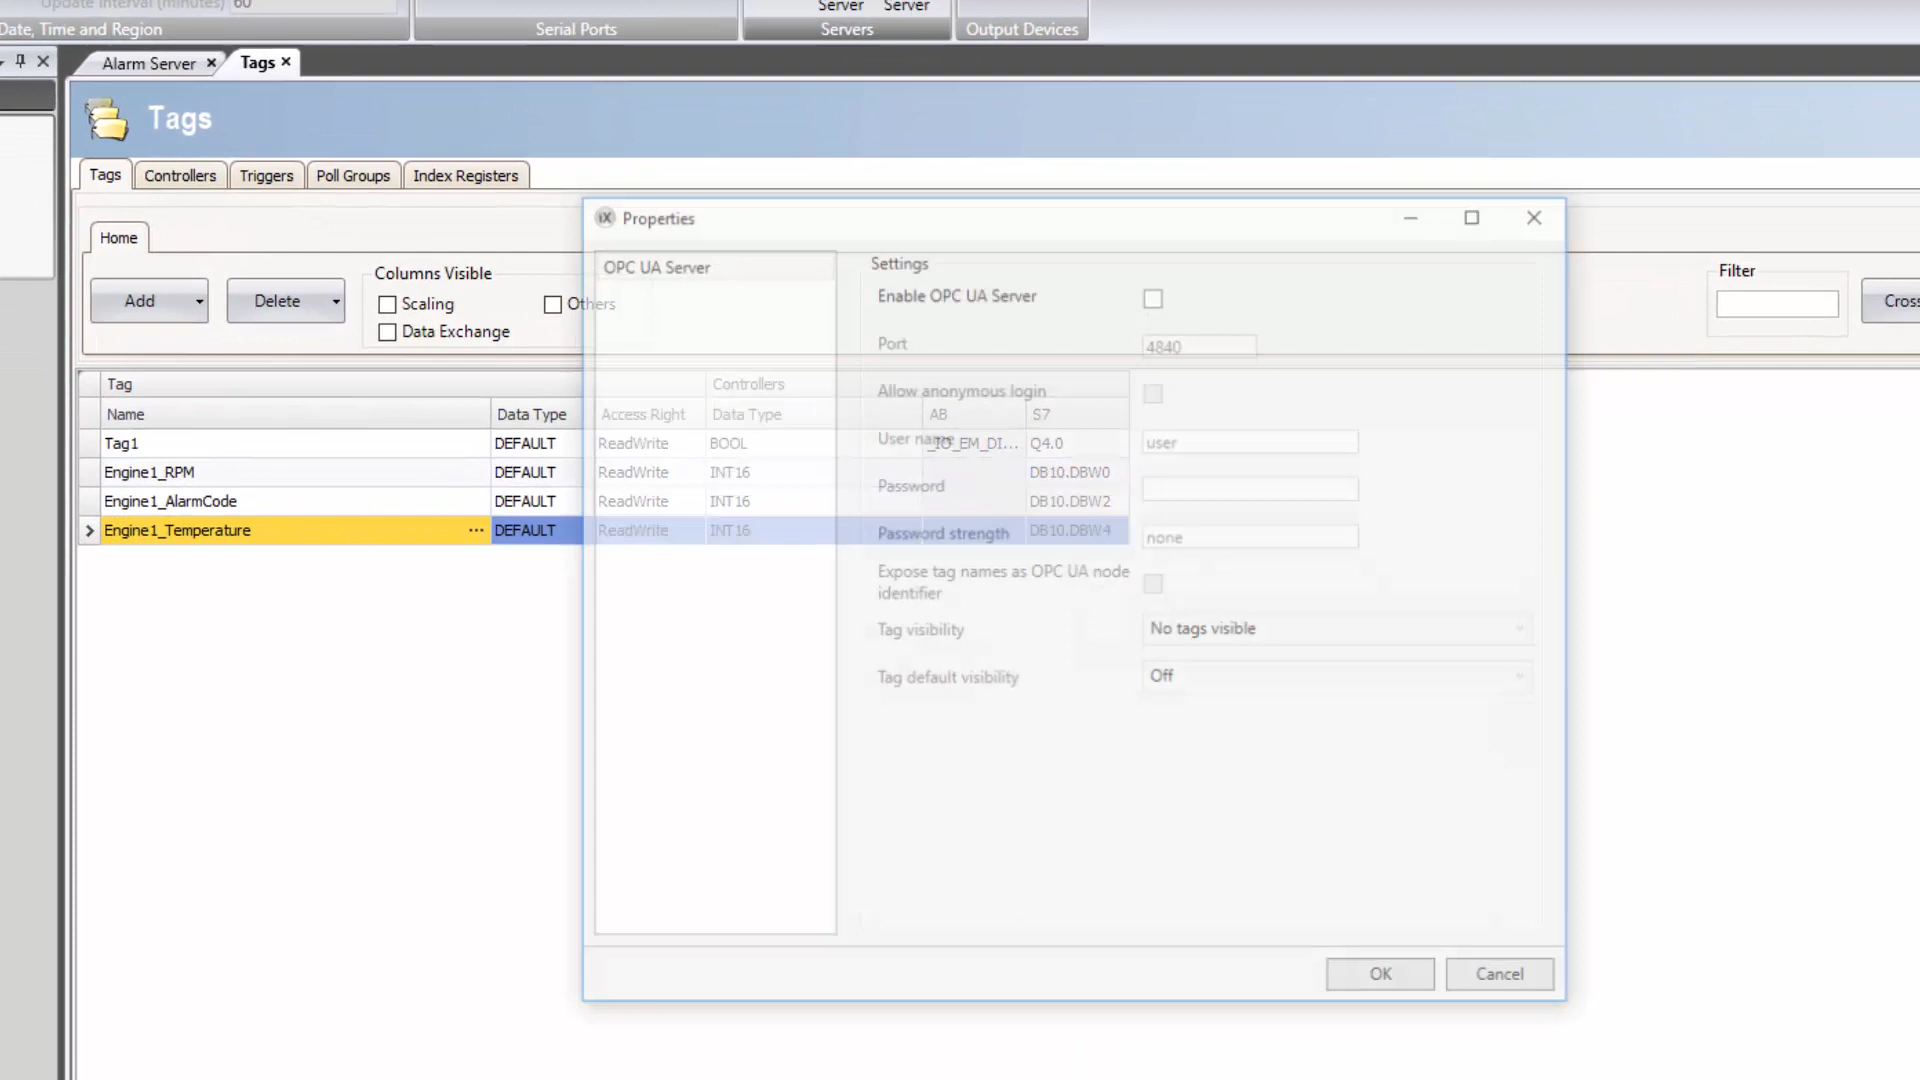 Update Interval (minutes) 60
Server Server
Date, Time and Region
Serial Ports
Servers
Output Devices
Alarm Server
Tags
Tags
Tags Controllers Triggers Poll Groups Index Registers
Home
Add
Delete
Columns Visible
Scaling
Others
Data Exchange
Filter
Cross
Tag
Controllers
Name Data Type Access Right Data Type AB S7
Tag1 DEFAULT ReadWrite BOOL _IO_EM_DI... Q4.0
Engine1_RPM DEFAULT ReadWrite INT16 DB10.DBW0
Engine1_AlarmCode DEFAULT ReadWrite INT16 DB10.DBW2
Engine1_Temperature ... DEFAULT ReadWrite INT16 DB10.DBW4
iX Properties
OPC UA Server
Settings
Enable OPC UA Server
Port 4840
Allow anonymous login
User name user
Password
Password strength none
Expose tag names as OPC UA node
identifier
Tag visibility No tags visible
Tag default visibility Off
OK Cancel